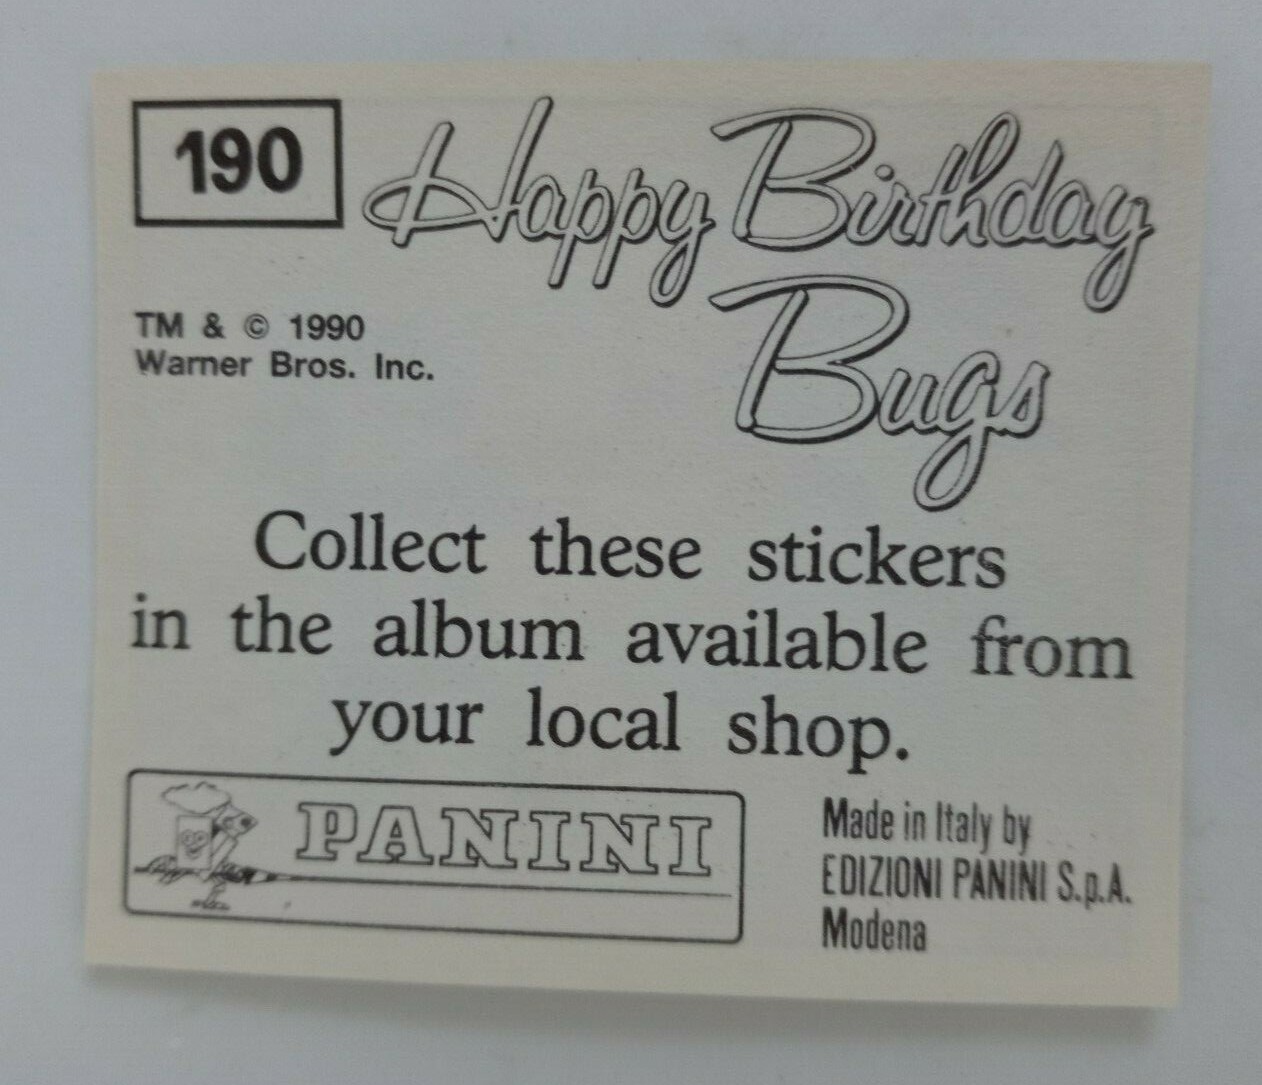 190
Happy Birthday
Bugs
TM & © 1990
Warner Bros. Inc.
Collect these stickers
in the album available from
your local shop.
PANINI
Made in Italy by
EDIZIONI PANINI S.p.A.
Modena